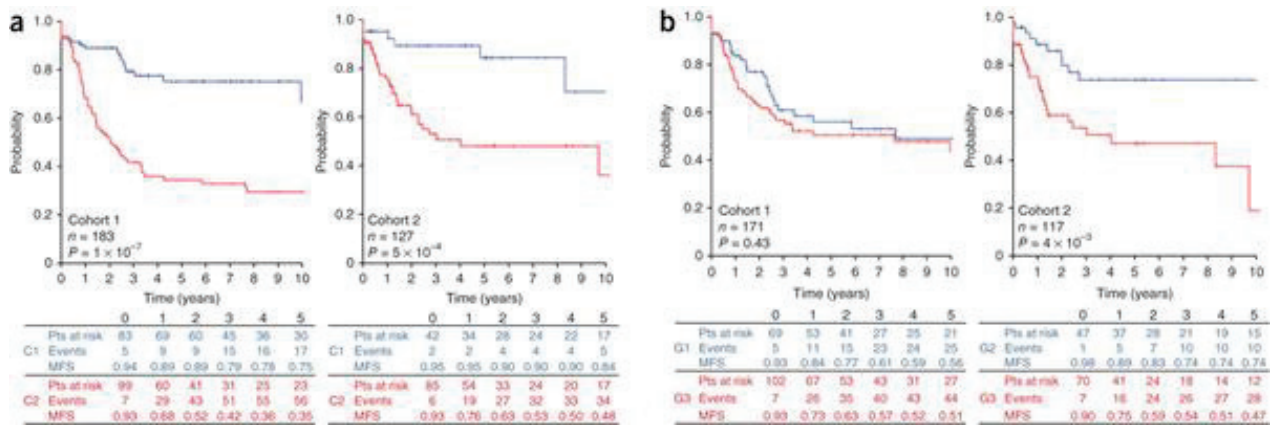 a
1.0
0.8
0.6
0.4
0.2
0
Probability
Cohort 1
n = 183
P = 1 × 10⁻⁷
0 1 2 3 4 5 6 7 8 9 10
Time (years)
0 1 2 3 4 5
Pts at risk 83 69 60 45 36 30
C1 Events 5 9 9 15 16 17
MFS 0.94 0.89 0.89 0.79 0.78 0.75
Pts at risk 99 60 41 31 25 23
C2 Events 7 29 43 51 55 56
MFS 0.93 0.68 0.52 0.42 0.36 0.35
1.0
0.8
0.6
0.4
0.2
0
Probability
Cohort 2
n = 127
P = 5 × 10⁻⁴
0 1 2 3 4 5 6 7 8 9 10
Time (years)
0 1 2 3 4 5
Pts at risk 42 34 28 24 22 17
C1 Events 2 2 4 4 4 5
MFS 0.95 0.95 0.90 0.90 0.90 0.84
Pts at risk 85 54 33 24 20 17
C2 Events 6 19 27 32 33 34
MFS 0.93 0.76 0.63 0.53 0.50 0.48
b
1.0
0.8
0.6
0.4
0.2
0
Probability
Cohort 1
n = 171
P = 0.43
0 1 2 3 4 5 6 7 8 9 10
Time (years)
0 1 2 3 4 5
Pts at risk 69 53 41 27 25 21
G1 Events 5 11 15 23 24 25
MFS 0.93 0.84 0.77 0.61 0.59 0.56
Pts at risk 102 67 53 43 31 27
G3 Events 7 26 35 40 43 44
MFS 0.93 0.73 0.63 0.57 0.52 0.51
1.0
0.8
0.6
0.4
0.2
0
Probability
Cohort 2
n = 117
P = 4 × 10⁻³
0 1 2 3 4 5 6 7 8 9 10
Time (years)
0 1 2 3 4 5
Pts at risk 47 37 28 21 19 15
G2 Events 1 5 7 10 10 10
MFS 0.98 0.89 0.83 0.74 0.74 0.74
Pts at risk 70 41 24 18 14 12
G3 Events 7 16 24 26 27 28
MFS 0.90 0.75 0.59 0.54 0.51 0.47